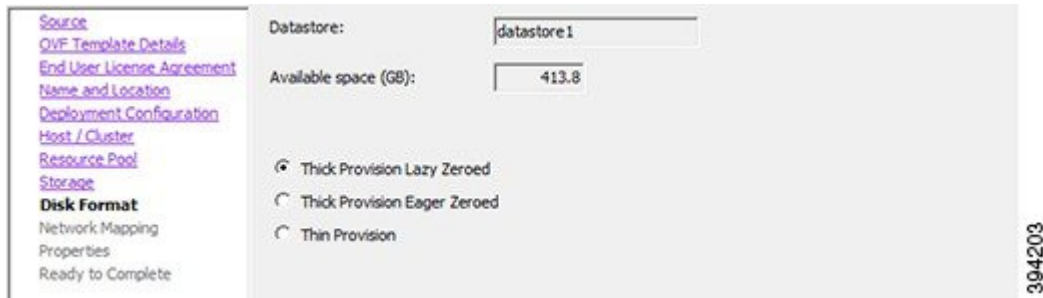 Source
OVF Template Details
End User License Agreement
Name and Location
Deployment Configuration
Host / Cluster
Resource Pool
Storage
Disk Format
Network Mapping
Properties
Ready to Complete
Datastore: datastore1
Available space (GB): 413.8
Thick Provision Lazy Zeroed
Thick Provision Eager Zeroed
Thin Provision
394203